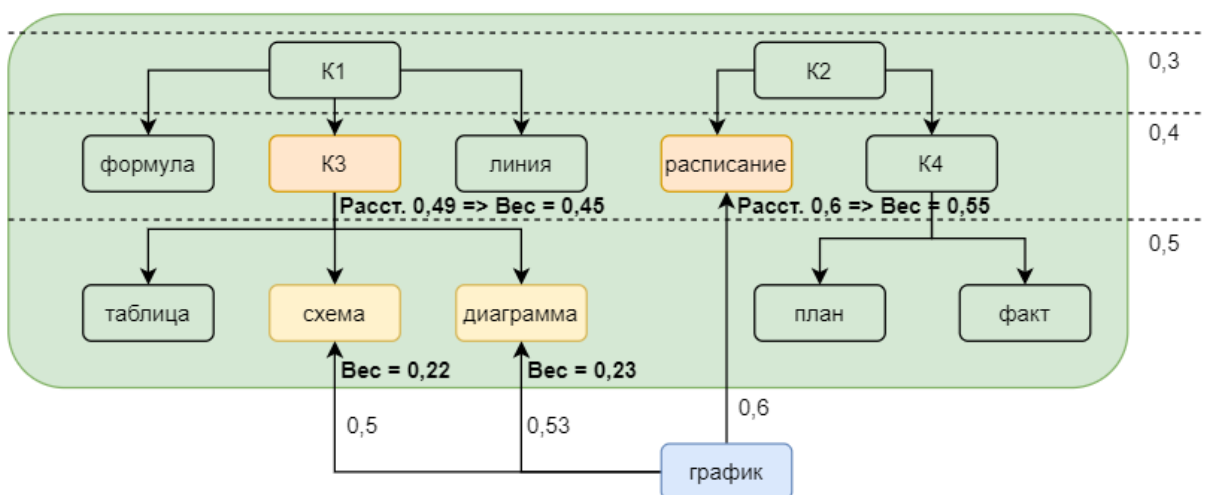 К1
К2
0,3
0,4
формула
К3
линия
расписание
К4
Расст. 0,49 => Вес = 0,45
Расст. 0,6 => Вес = 0,55
0,5
таблица
схема
диаграмма
план
факт
Вес = 0,22
Вес = 0,23
0,5
0,53
0,6
график